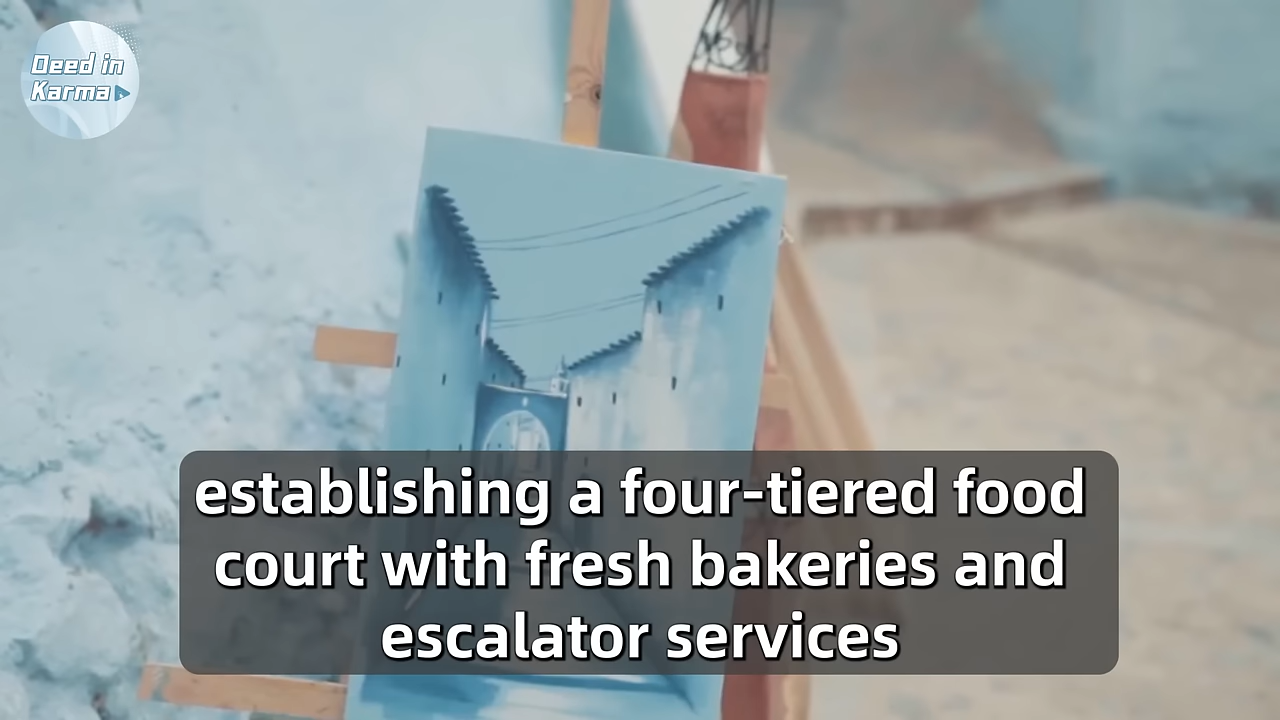 Deed in
Karma
establishing a four-tiered food
court with fresh bakeries and
escalator services